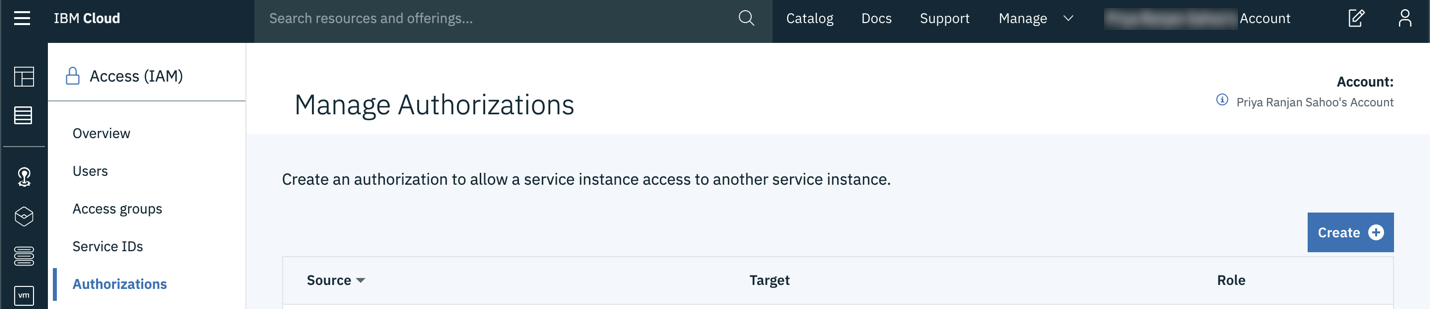 IBM Cloud
Search resources and offerings...
Catalog
Docs
Support
Manage
Account
Access (IAM)
Overview
Users
Access groups
Service IDs
Authorizations
vm
Manage Authorizations
Account:
Priya Ranjan Sahoo's Account
Create an authorization to allow a service instance access to another service instance.
Create
Source
Target
Role